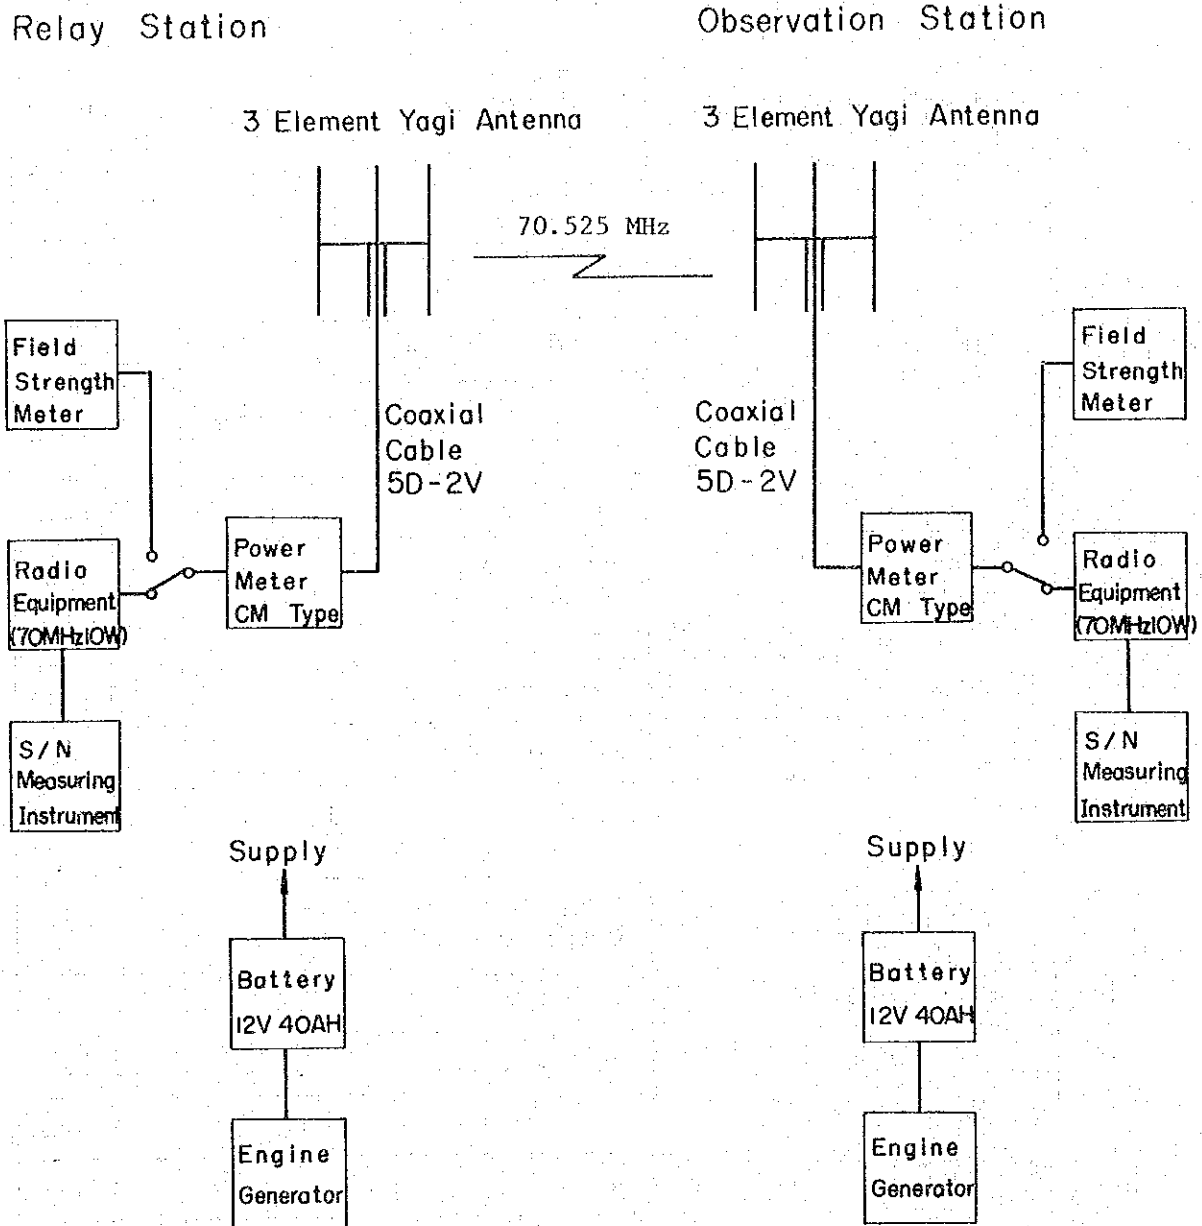 Relay Station
Observation Station
3 Element Yagi Antenna
3 Element Yagi Antenna
70.525 MHz
Field
Strength
Meter
Field
Strength
Meter
Coaxial
Cable
5D-2V
Coaxial
Cable
5D-2V
Radio
Equipment
(70MHz10W)
Power
Meter
CM Type
Power
Meter
CM Type
Radio
Equipment
(70MHz10W)
S/N
Measuring
Instrument
S/N
Measuring
Instrument
Supply
Supply
Battery
12V 40AH
Battery
12V 40AH
Engine
Generator
Engine
Generator